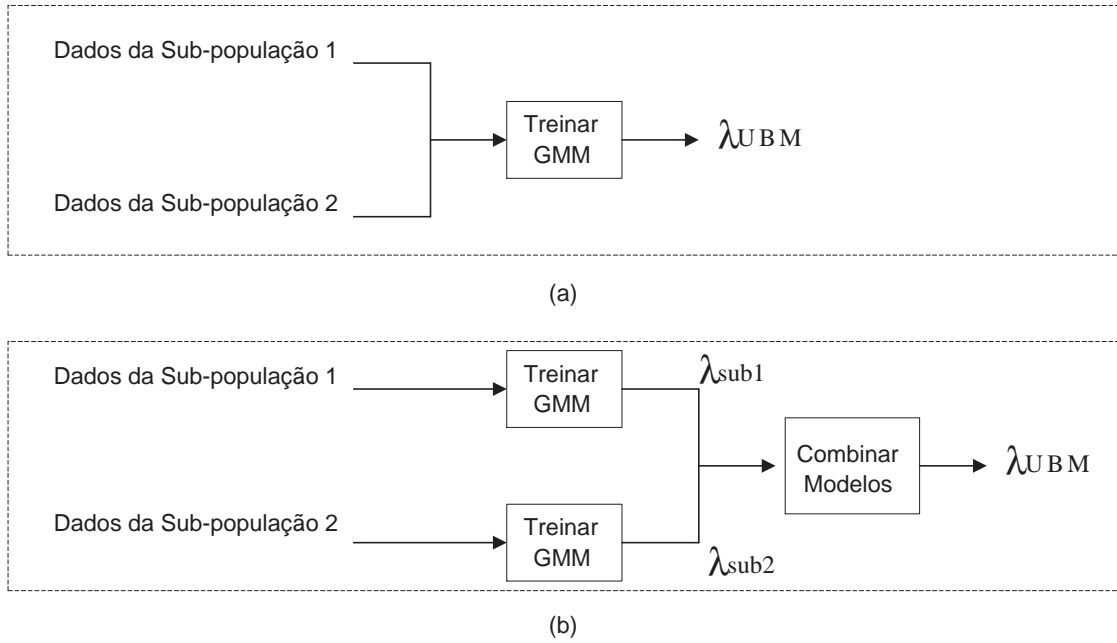 Dados da Sub-população 1
Treinar
GMM
λUBM
Dados da Sub-população 2
(a)
Dados da Sub-população 1
Treinar
GMM
λsub1
Combinar
Modelos
λUBM
Dados da Sub-população 2
Treinar
GMM
λsub2
(b)